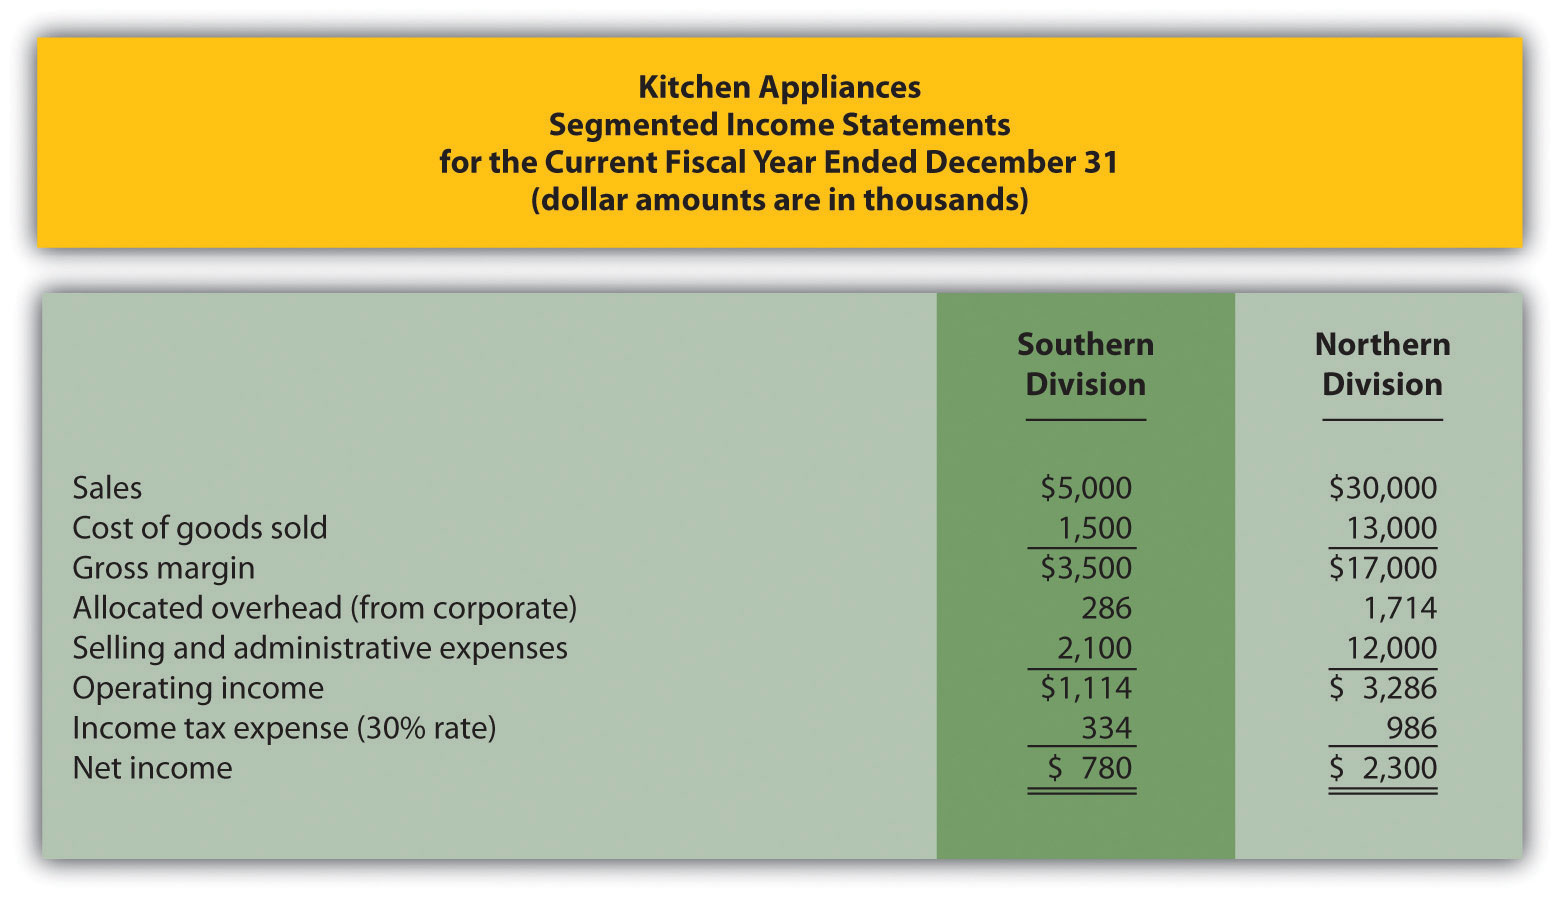 Kitchen Appliances
Segmented Income Statements
for the Current Fiscal Year Ended December 31
(dollar amounts are in thousands)
Southern Division Northern Division
Sales $5,000 $30,000
Cost of goods sold 1,500 13,000
Gross margin $3,500 $17,000
Allocated overhead (from corporate) 286 1,714
Selling and administrative expenses 2,100 12,000
Operating income $1,114 $ 3,286
Income tax expense (30% rate) 334 986
Net income $ 780 $ 2,300